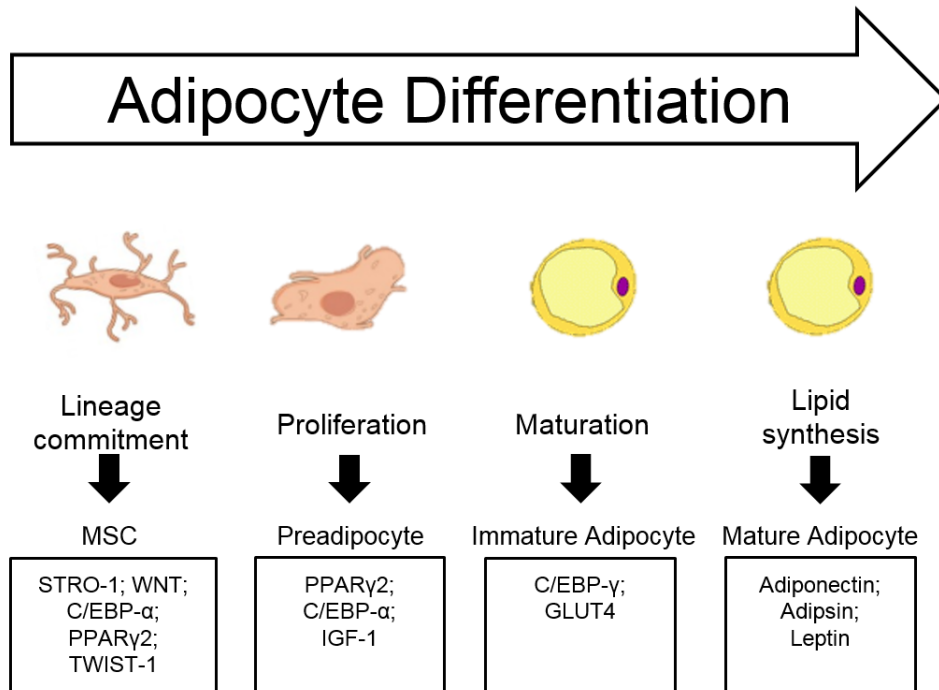 Adipocyte Differentiation
Lineage
commitment
Proliferation
Maturation
Lipid
synthesis
MSC
Preadipocyte
Immature Adipocyte
Mature Adipocyte
STRO-1; WNT;
C/EBP-α;
PPARγ2;
TWIST-1
PPARγ2;
C/EBP-α;
IGF-1
C/EBP-γ;
GLUT4
Adiponectin;
Adipsin;
Leptin